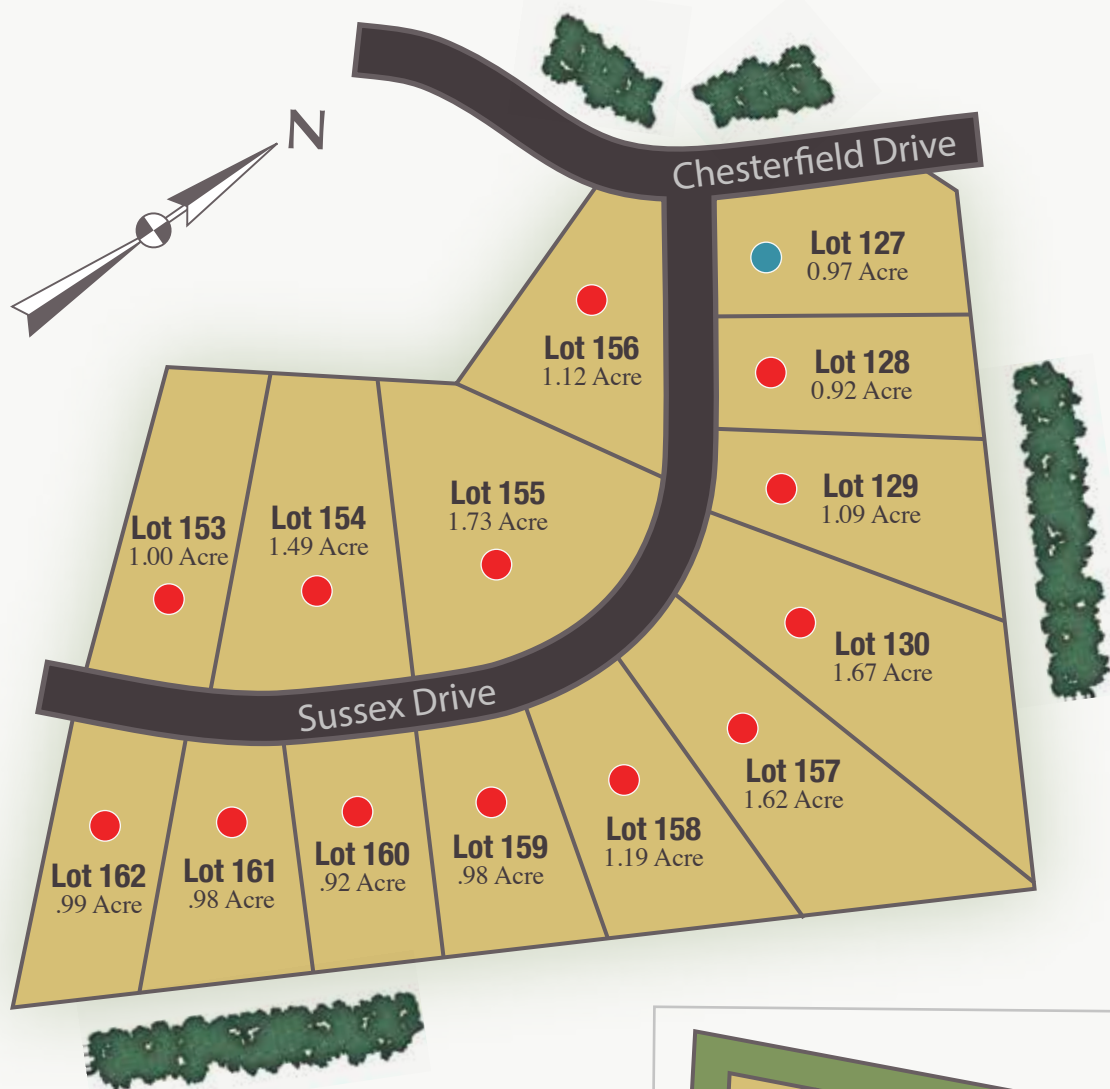 N
Chesterfield Drive
Lot 127
0.97 Acre
Lot 156
1.12 Acre
Lot 128
0.92 Acre
Lot 129
1.09 Acre
Lot 155
1.73 Acre
Lot 154
1.49 Acre
Lot 153
1.00 Acre
Lot 130
1.67 Acre
Sussex Drive
Lot 157
1.62 Acre
Lot 158
1.19 Acre
Lot 159
.98 Acre
Lot 160
.92 Acre
Lot 161
.98 Acre
Lot 162
.99 Acre